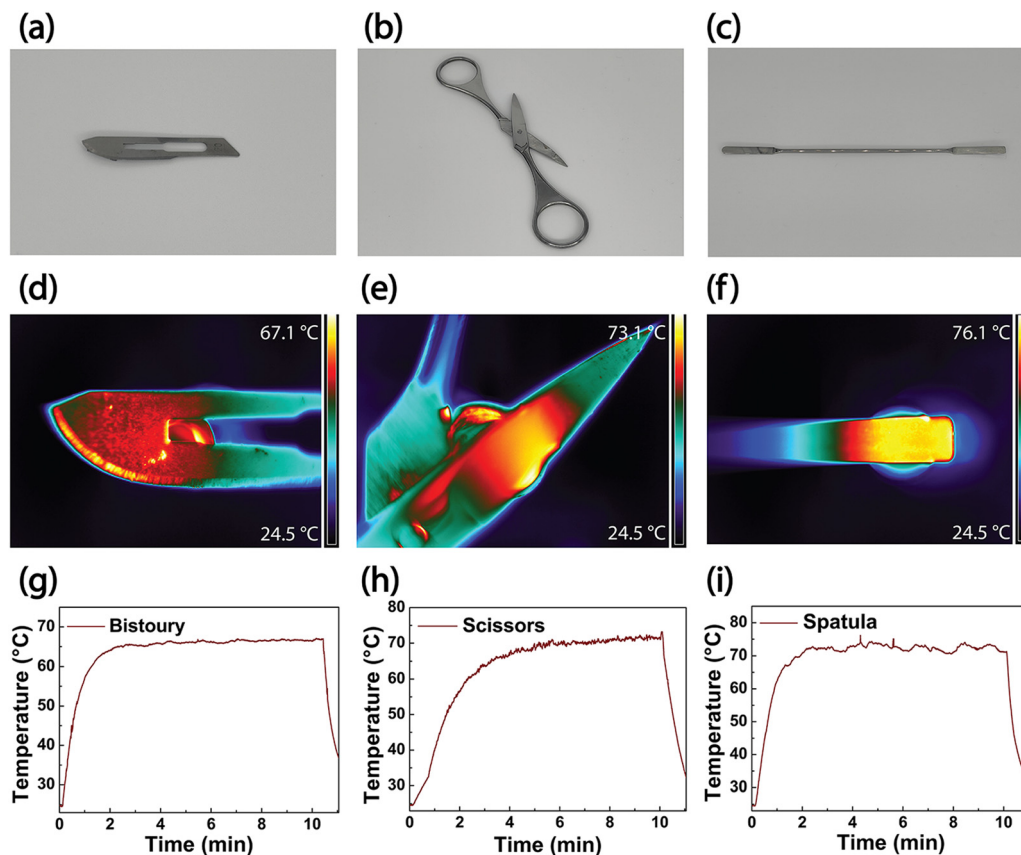 (a) (b) (c)
(d) (e) (f)
67.1 °C 73.1 °C 76.1 °C
24.5 °C 24.5 °C 24.5 °C
(g) (h) (i)
Bistoury
Temperature (°C)
70
60
50
40
30
0 2 4 6 8 10
Time (min)
Scissors
Temperature (°C)
80
70
60
50
40
30
0 2 4 6 8 10
Time (min)
Spatula
Temperature (°C)
80
70
60
50
40
30
0 2 4 6 8 10
Time (min)